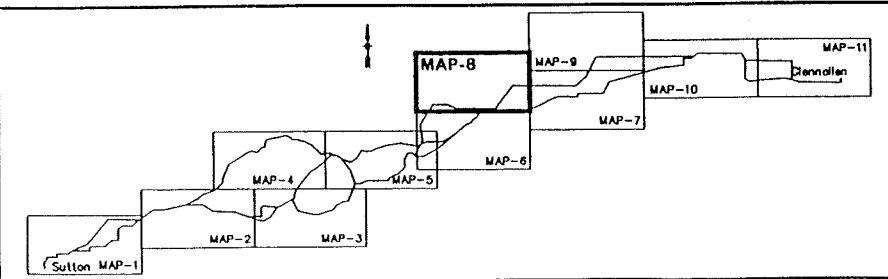 MAP-8
MAP-9
MAP-11
Glennallen
MAP-10
MAP-7
MAP-6
MAP-4
MAP-5
MAP-2
MAP-3
Sutton MAP-1